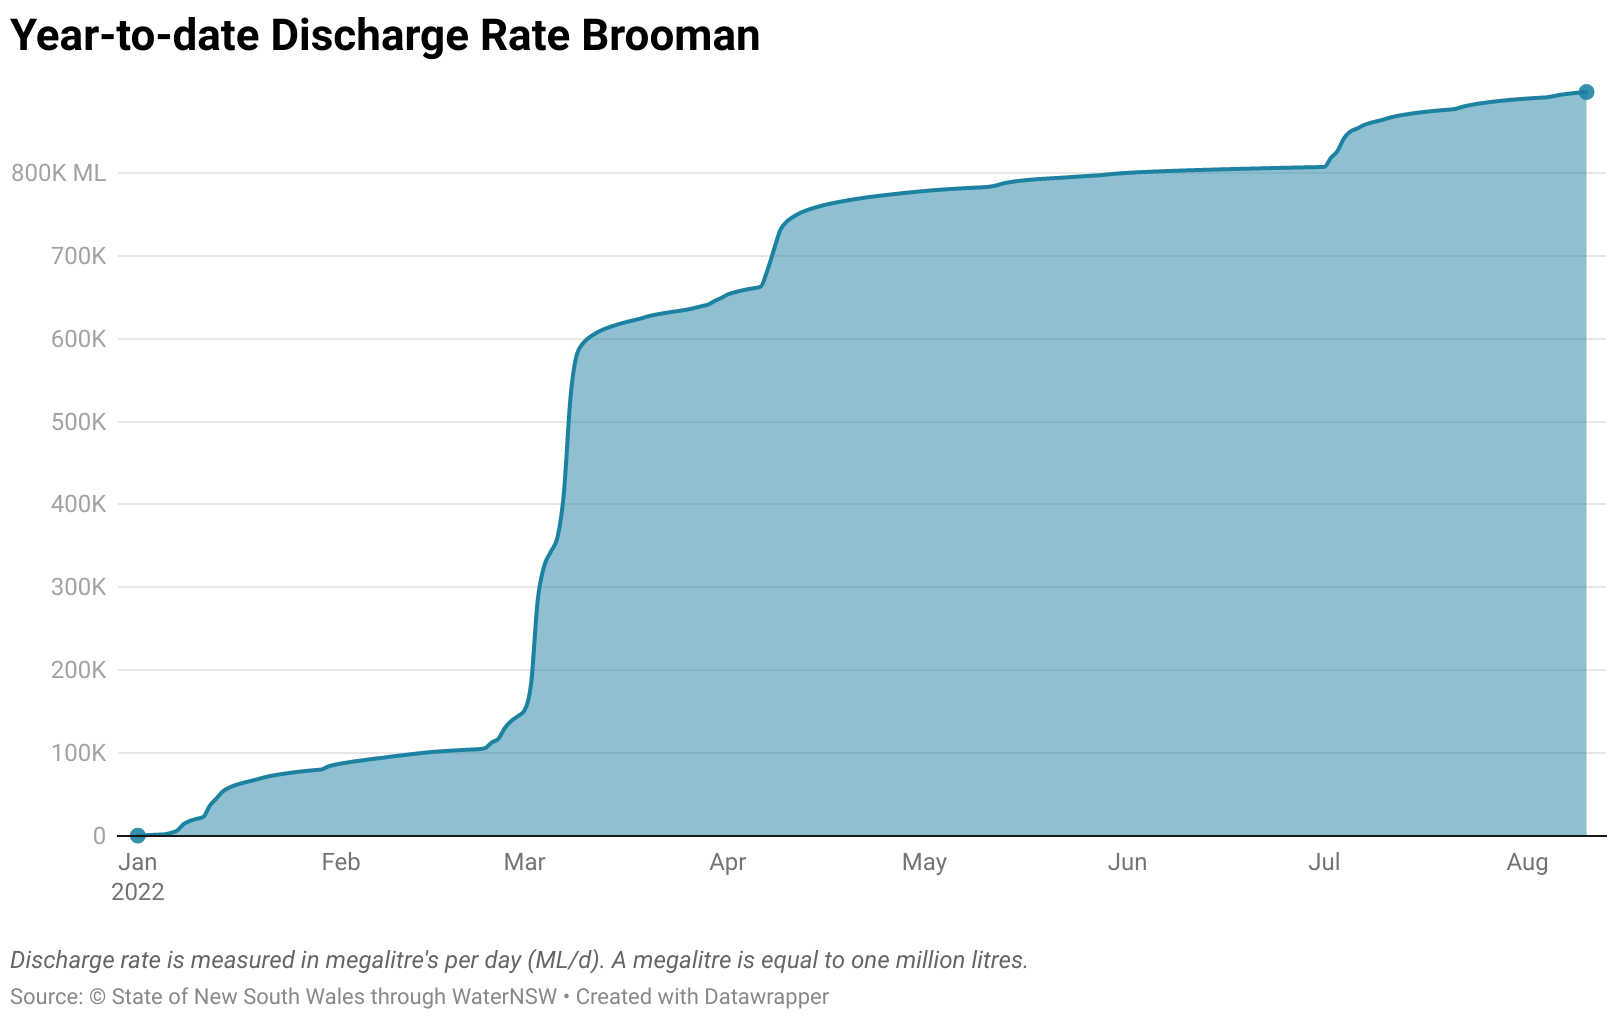 Year-to-date Discharge Rate Brooman
800K ML
700K
600K
500K
400K
300K
200K
100K
0
Jan Feb Mar Apr May Jun Jul Aug
2022
Discharge rate is measured in megalitre's per day (ML/d). A megalitre is equal to one million litres.
Source: © State of New South Wales through WaterNSW • Created with Datawrapper